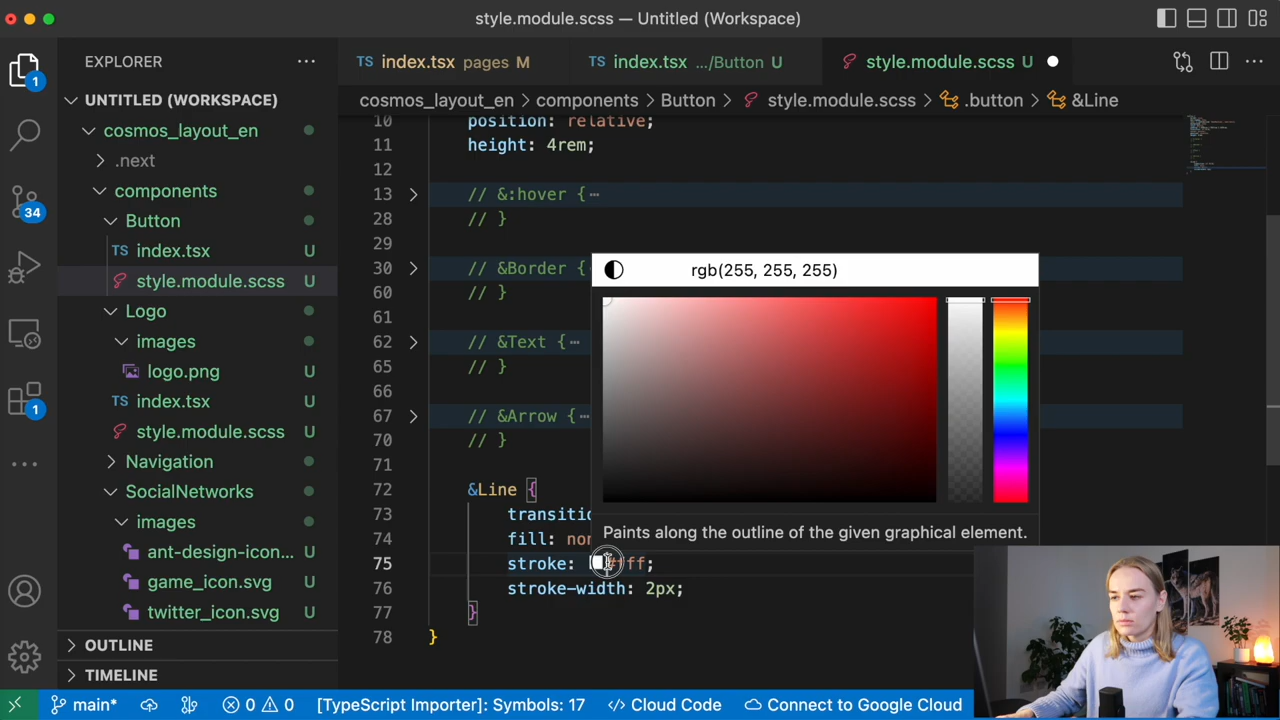 style.module.scss — Untitled (Workspace)
EXPLORER
UNTITLED (WORKSPACE)
cosmos_layout_en
.next
components
Button
TS index.tsx U
style.module.scss U
Logo
images
logo.png U
TS index.tsx U
style.module.scss U
Navigation
SocialNetworks
images
ant-design-icon... U
game_icon.svg U
twitter_icon.svg U
OUTLINE
TIMELINE
1
34
1
TS index.tsx pages M
TS index.tsx .../Button U
style.module.scss U
cosmos_layout_en > components > Button > style.module.scss > .button > &Line
10 position: relative;
11 height: 4rem;
12
13 // &:hover {
28 // }
29
30 // &Border {
60 // }
61
62 // &Text {
65 // }
66
67 // &Arrow {
70 // }
71
72 &Line {
73
74 fill:
75 stroke:
76 stroke-width: 2px;
77 }
78 }
rgb(255, 255, 255)
Paints along the outline of the given graphical element.
main* 0 0 [TypeScript Importer]: Symbols: 17 </> Cloud Code Connect to Google Cloud